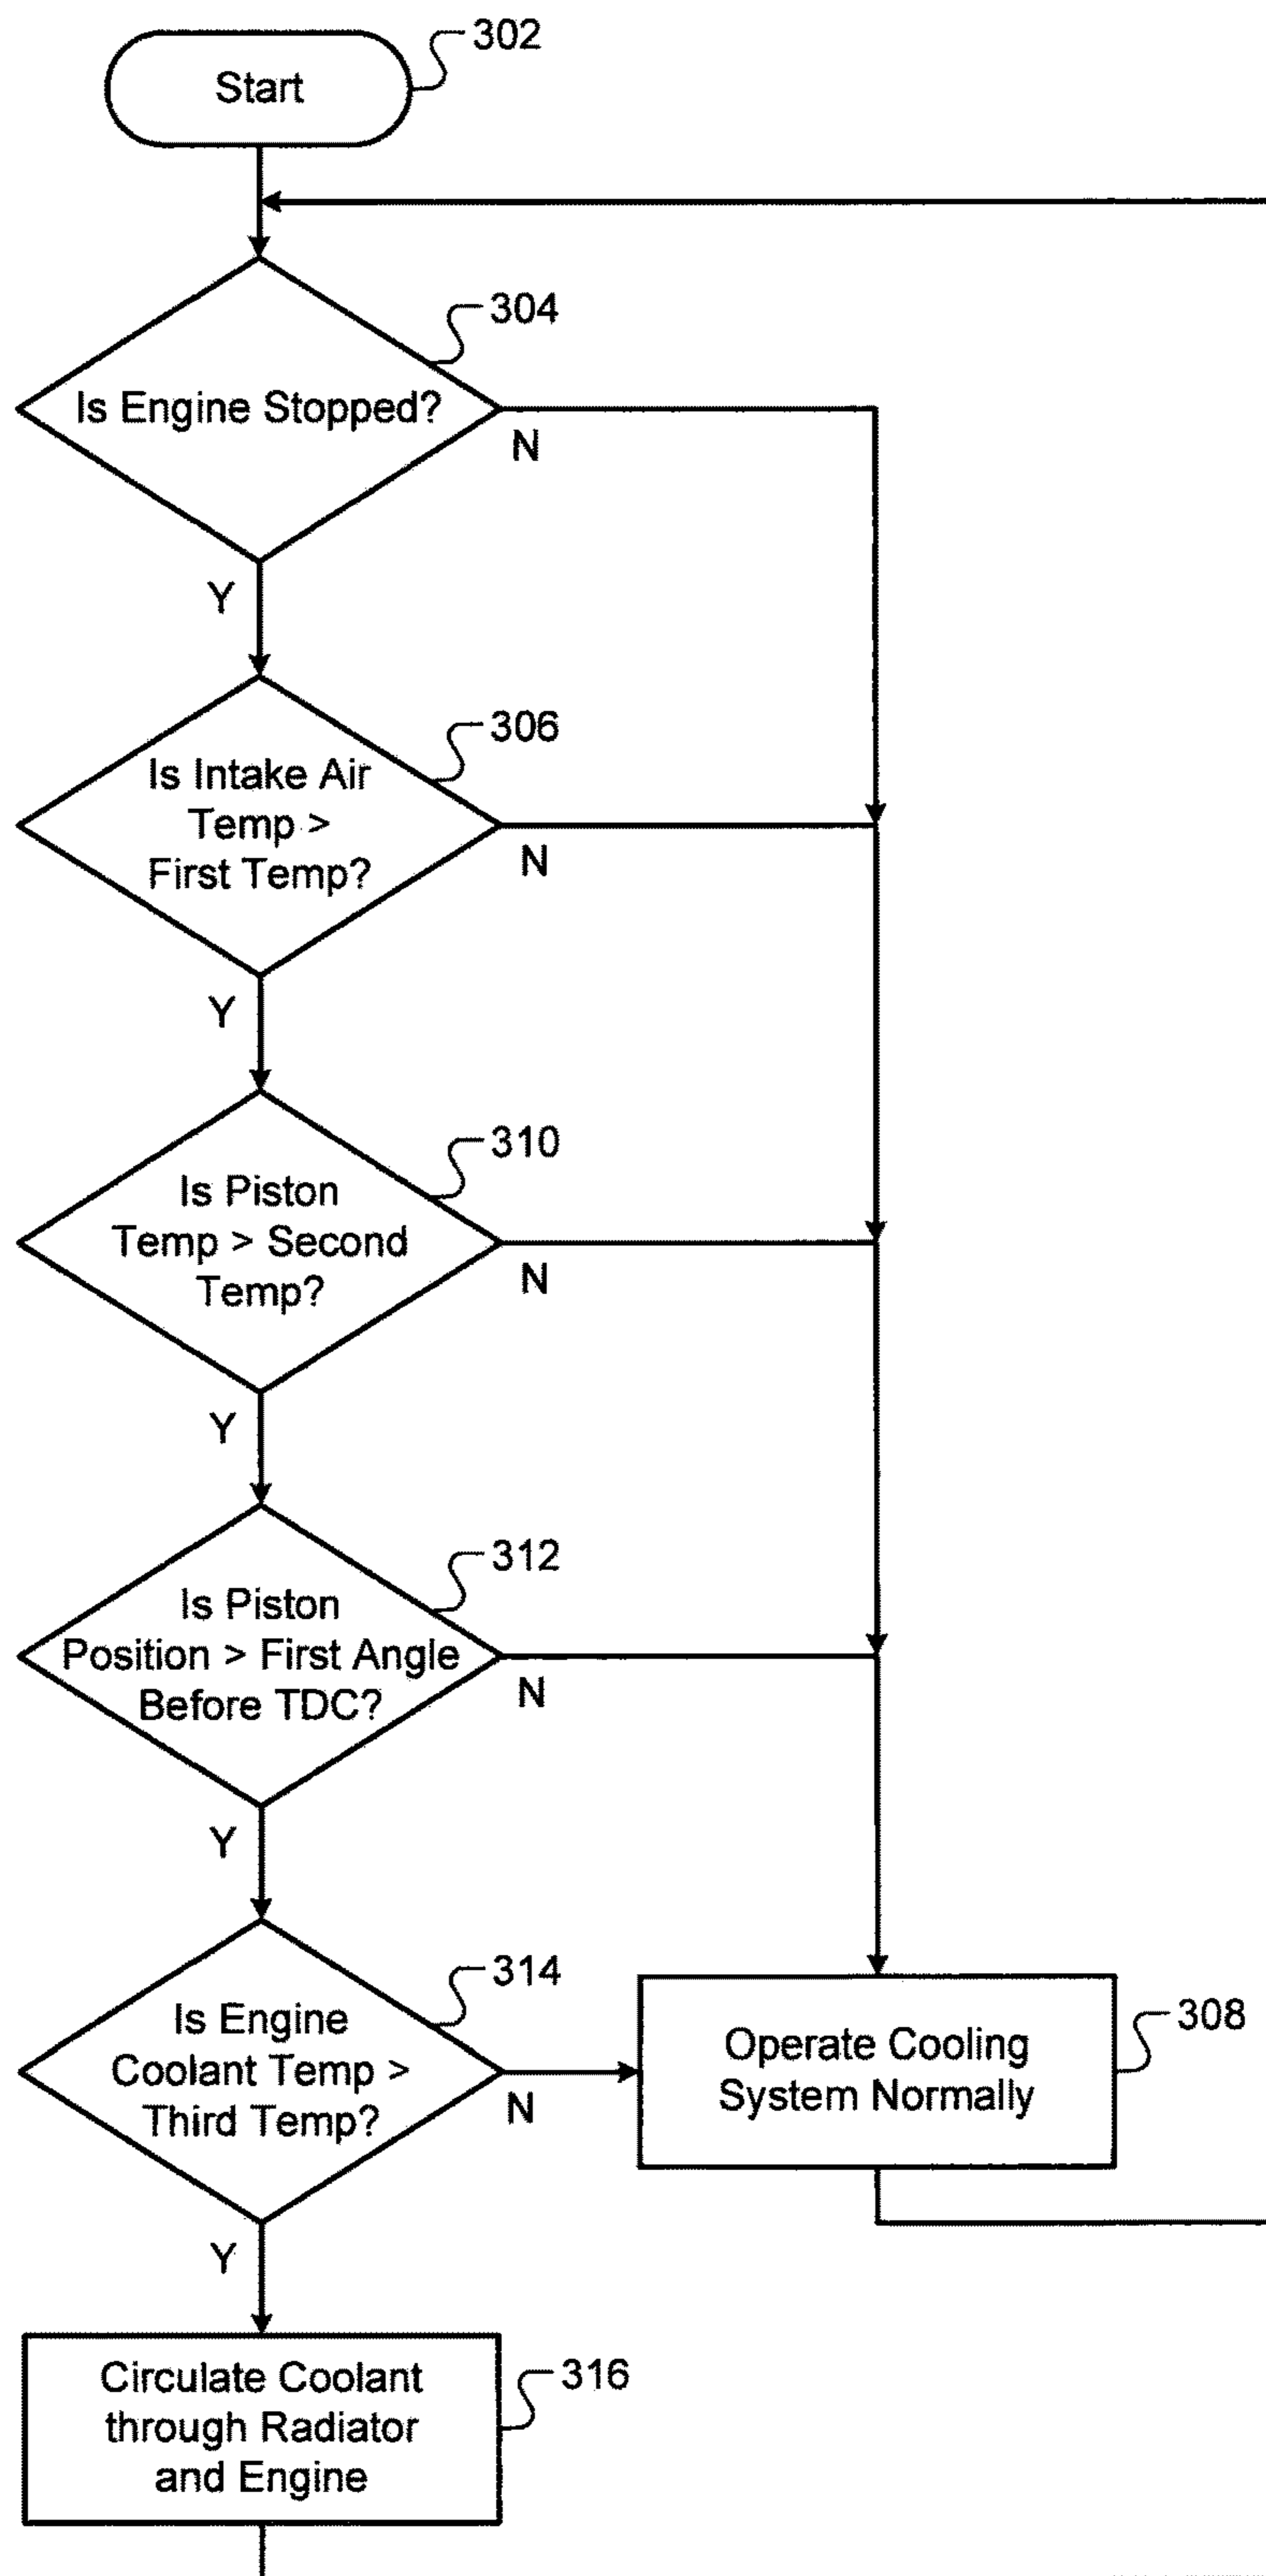 302
Start
304
Is Engine Stopped?
N
Y
306
Is Intake Air
Temp >
First Temp?
N
Y
310
Is Piston
Temp > Second
Temp?
N
Y
312
Is Piston
Position > First Angle
Before TDC?
N
Y
314
Is Engine
Coolant Temp >
Third Temp?
N
308
Operate Cooling
System Normally
Y
316
Circulate Coolant
through Radiator
and Engine